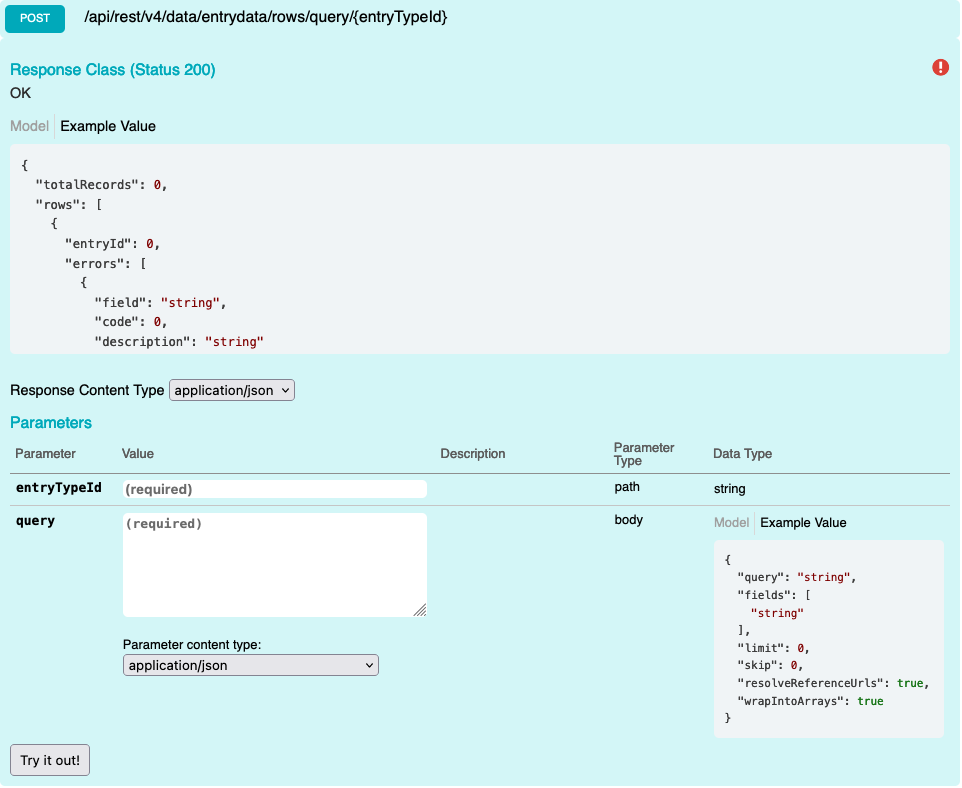 POST /api/rest/v4/data/entrydata/rows/query/{entryTypeId}
Response Class (Status 200)
OK
Model Example Value
{
  "totalRecords": 0,
  "rows": [
    {
      "entryId": 0,
      "errors": [
        {
          "field": "string",
          "code": 0,
          "description": "string"
Response Content Type application/json
Parameters
Parameter Value Description Parameter Type Data Type
entryTypeId (required) path string
query (required) body Model Example Value
{
  "query": "string",
  "fields": [
    "string"
  ],
  "limit": 0,
  "skip": 0,
  "resolveReferenceUrls": true,
  "wrapIntoArrays": true
}
Parameter content type:
application/json
Try it out!